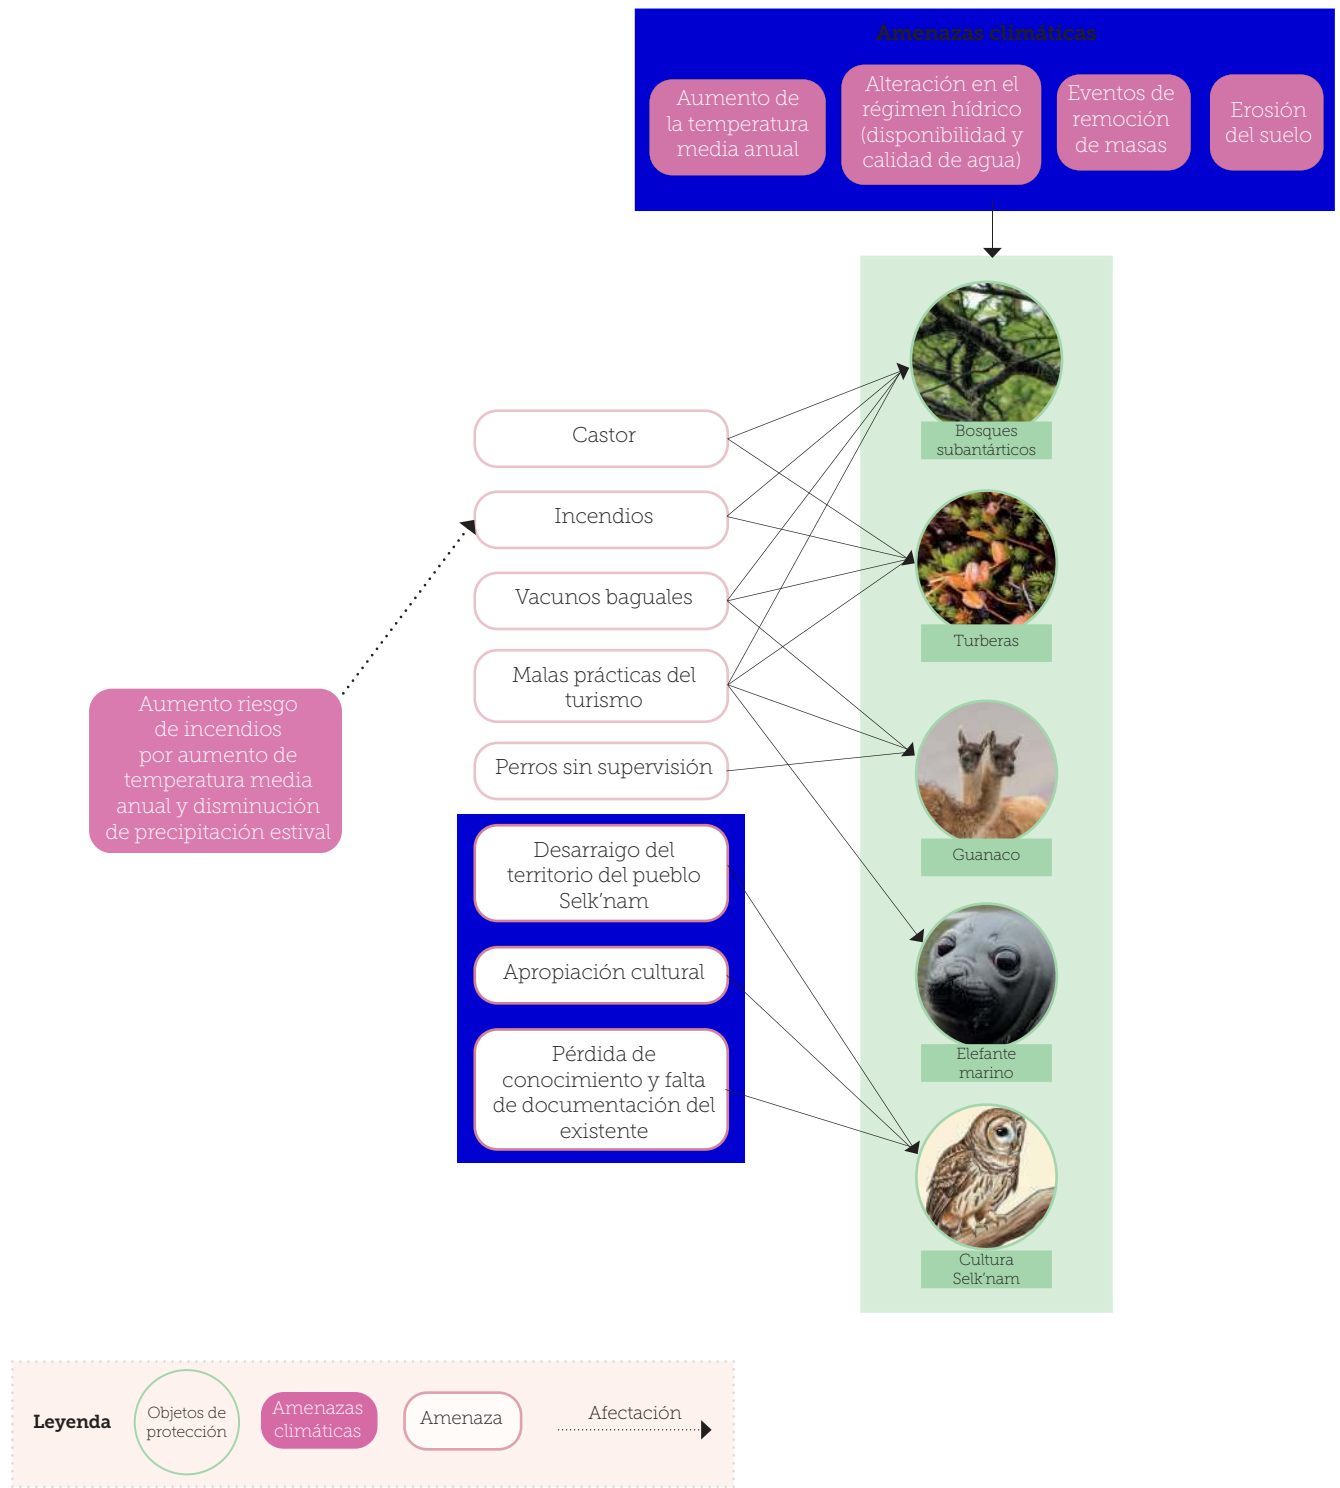 Amenazas climáticas
Aumento de
la temperatura
media anual
Alteración en el
régimen hídrico
(disponibilidad y
calidad de agua)
Eventos de
remoción
de masas
Erosión
del suelo
Bosques
subantárticos
Castor
Incendios
Turberas
Vacunos baguales
Malas prácticas del
turismo
Aumento riesgo
de incendios
por aumento de
temperatura media
anual y disminución
de precipitación estival
Perros sin supervisión
Guanaco
Desarraigo del
territorio del pueblo
Selk’nam
Apropiación cultural
Elefante
marino
Pérdida de
conocimiento y falta
de documentación del
existente
Cultura
Selk’nam
Leyenda
Objetos de
protección
Amenazas
climáticas
Amenaza
Afectación